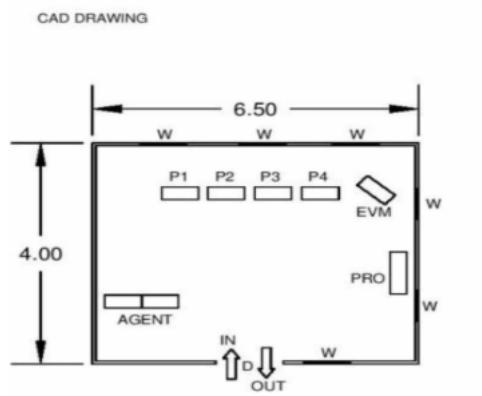 CAD DRAWING
6.50
W W W
P1 P2 P3 P4
EVM
W
4.00
PRO
AGENT
W
IN
W
D
OUT